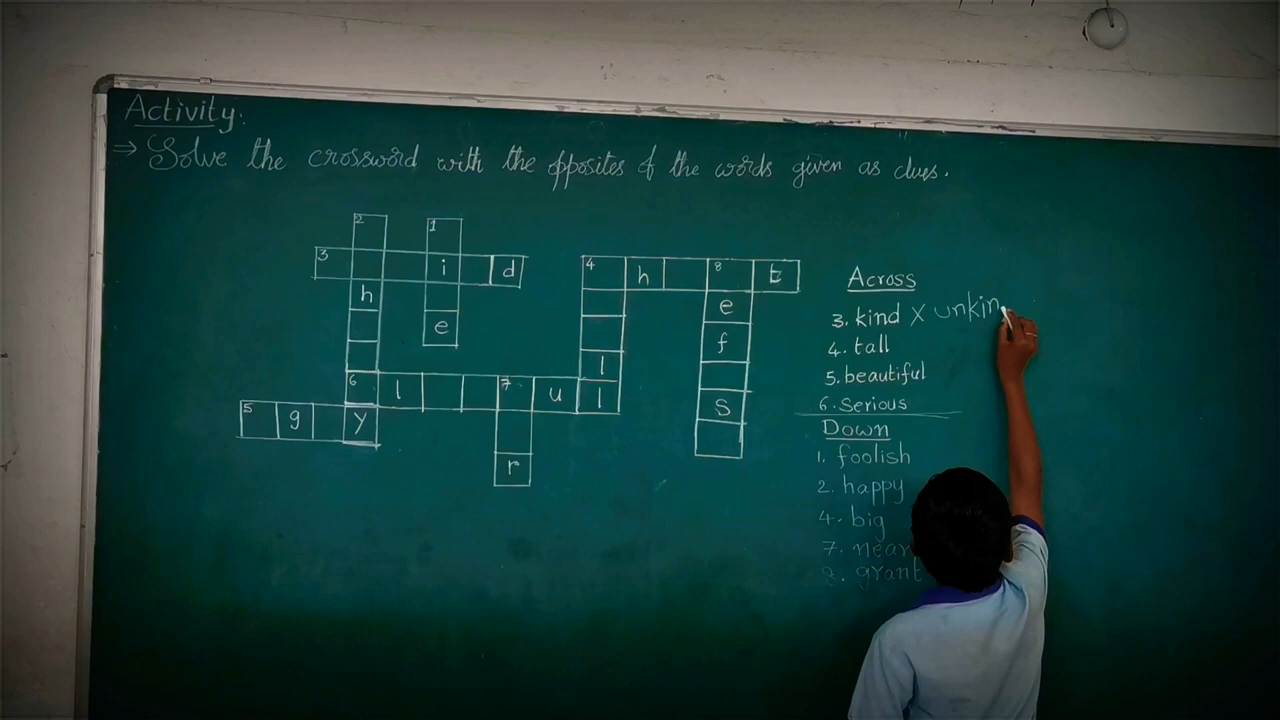 Activity:
⇒ Solve the crossword with the opposites of the words given as clues.
2 1
3 i d
4 h 8 t
h
e
e
f
l
6 l 7 u l
s
5 g y
r
Across
3. kind X unkin
4. tall
5. beautiful
6. Serious
Down
1. foolish
2. happy
4. big
7. near
8. grant